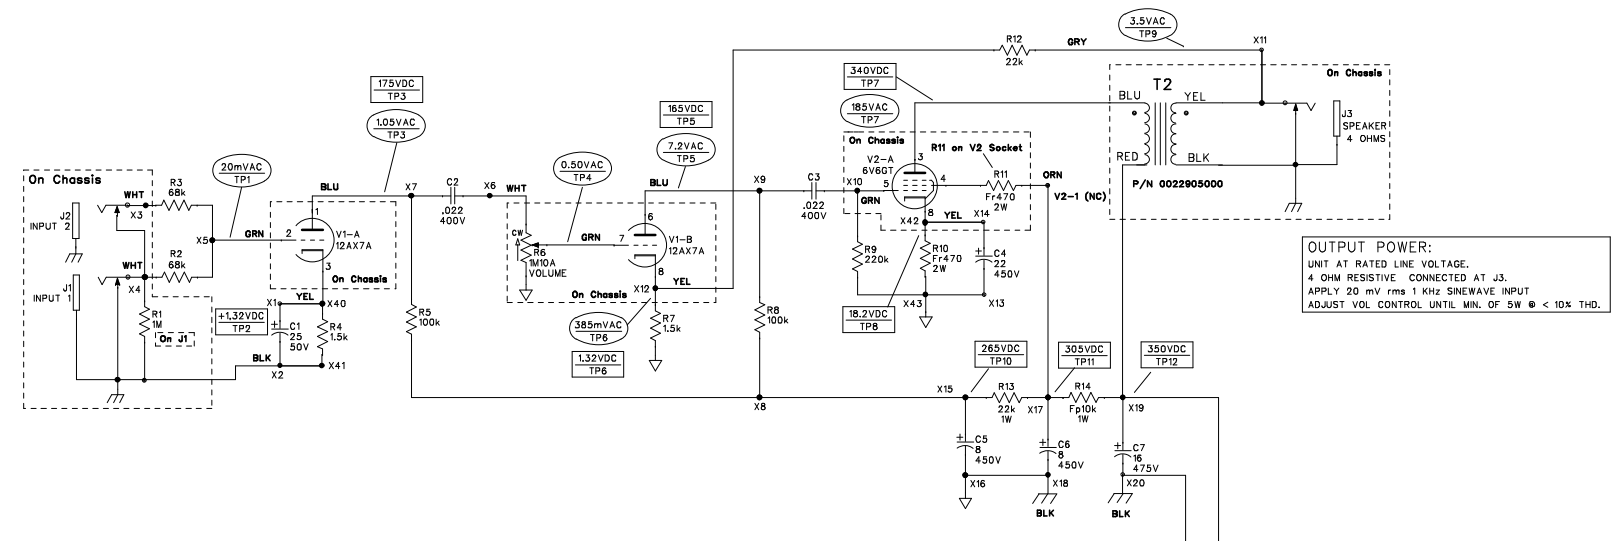 3.5VAC
TP9
X11
R12
22k
GRY
On Chassis
340VDC
TP7
T2
BLU
YEL
175VDC
TP3
185VAC
TP7
J3
SPEAKER
4 OHMS
165VDC
TP5
1.05VAC
TP3
On Chassis
R11 on V2 Socket
7.2VAC
TP5
V2-A
6V6GT
3
RED
BLK
20mVAC
TP1
0.50VAC
TP4
R11
Fr470
2W
ORN
P/N 0022905000
On Chassis
R3
68k
WHT
BLU
X7
C2
X6
WHT
BLU
X9
C3
X10
5
4
V2-1 (NC)
.022
400V
.022
400V
GRN
8
YEL
X14
X42
J2
INPUT 2
X3
X5
GRN
1
2
3
V1-A
12AX7A
CW
R6
1M10A
VOLUME
GRN
6
7
8
V1-B
12AX7A
R9
220k
R10
Fr470
2W
C4
22
450V
R2
68k
WHT
X4
J1
INPUT 1
On Chassis
On Chassis
X12
YEL
OUTPUT POWER:
UNIT AT RATED LINE VOLTAGE.
4 OHM RESISTIVE CONNECTED AT J3.
APPLY 20 mV rms 1 KHz SINEWAVE INPUT
ADJUST VOL CONTROL UNTIL MIN. OF 5W @ < 10% THD.
YEL
X1
X40
X43
X13
R1
1M
On J1
+1.32VDC
TP2
C1
25
50V
R4
1.5k
R5
100k
385mVAC
TP6
R7
1.5k
R8
100k
18.2VDC
TP8
BLK
X2
X41
1.32VDC
TP6
265VDC
TP10
305VDC
TP11
350VDC
TP12
X15
R13
22k
1W
X17
R14
Fp10k
1W
X19
X8
C5
8
450V
C6
8
450V
C7
16
475V
X16
X18
X20
BLK
BLK